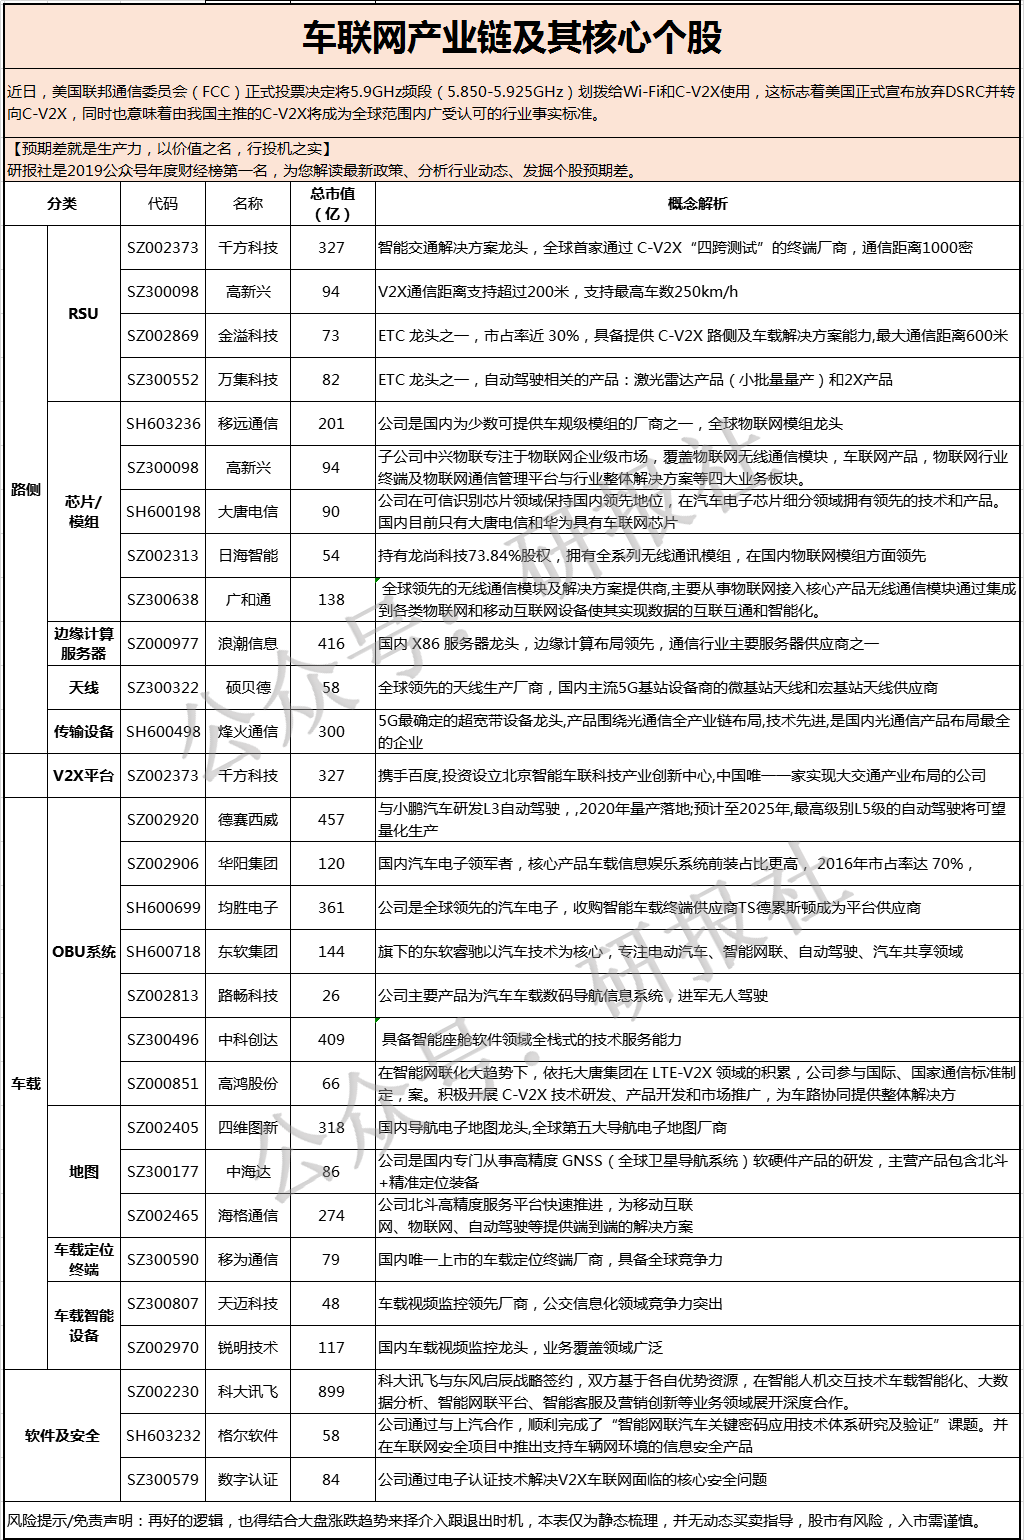 车联网产业链及其核心个股
近日，美国联邦通信委员会（FCC）正式投票决定将5.9GHz频段（5.850-5.925GHz）划拨给Wi-Fi和C-V2X使用，这标志着美国正式宣布放弃DSRC并转
向C-V2X，同时也意味着由我国主推的C-V2X将成为全球范围内广受认可的行业事实标准。
【预期差就是生产力，以价值之名，行投机之实】
研报社是2019公众号年度财经榜第一名，为您解读最新政策、分析行业动态、发掘个股预期差。
分类 代码 名称 总市值（亿） 概念解析
路侧
RSU
SZ002373 千方科技 327 智能交通解决方案龙头，全球首家通过 C-V2X“四跨测试”的终端厂商，通信距离1000密
SZ300098 高新兴 94 V2X通信距离支持超过200米，支持最高车数250km/h
SZ002869 金溢科技 73 ETC 龙头之一，市占率近 30%，具备提供 C-V2X 路侧及车载解决方案能力,最大通信距离600米
SZ300552 万集科技 82 ETC 龙头之一，自动驾驶相关的产品：激光雷达产品（小批量量产）和2X产品
芯片/
模组
SH603236 移远通信 201 公司是国内为少数可提供车规级模组的厂商之一，全球物联网模组龙头
SZ300098 高新兴 94 子公司中兴物联专注于物联网企业级市场，覆盖物联网无线通信模块，车联网产品，物联网行业
终端及物联网通信管理平台与行业整体解决方案等四大业务板块。
SH600198 大唐电信 90 公司在可信识别芯片领域保持国内领先地位，在汽车电子芯片细分领域拥有领先的技术和产品。
国内目前只有大唐电信和华为具有车联网芯片
SZ002313 日海智能 54 持有龙尚科技73.84%股权，拥有全系列无线通讯模组，在国内物联网模组方面领先
SZ300638 广和通 138 全球领先的无线通信模块及解决方案提供商,主要从事物联网接入核心产品无线通信模块通过集成
到各类物联网和移动互联网设备使其实现数据的互联互通和智能化。
边缘计算
服务器
SZ000977 浪潮信息 416 国内 X86 服务器龙头，边缘计算布局领先，通信行业主要服务器供应商之一
天线 SZ300322 硕贝德 58 全球领先的天线生产厂商，国内主流5G基站设备商的微基站天线和宏基站天线供应商
传输设备 SH600498 烽火通信 300 5G最确定的超宽带设备龙头,产品围绕光通信全产业链布局,技术先进,是国内光通信产品布局最全
的企业
V2X平台 SZ002373 千方科技 327 携手百度,投资设立北京智能车联科技产业创新中心,中国唯一一家实现大交通产业布局的公司
车载
OBU系统
SZ002920 德赛西威 457 与小鹏汽车研发L3自动驾驶，,2020年量产落地;预计至2025年,最高级别L5级的自动驾驶将可望
量化生产
SZ002906 华阳集团 120 国内汽车电子领军者，核心产品车载信息娱乐系统前装占比更高， 2016年市占率达 70%，
SH600699 均胜电子 361 公司是全球领先的汽车电子，收购智能车载终端供应商TS德累斯顿成为平台供应商
SH600718 东软集团 144 旗下的东软睿驰以汽车技术为核心，专注电动汽车、智能网联、自动驾驶、汽车共享领域
SZ002813 路畅科技 26 公司主要产品为汽车车载数码导航信息系统，进军无人驾驶
SZ300496 中科创达 409 具备智能座舱软件领域全栈式的技术服务能力
SZ000851 高鸿股份 66 在智能网联化大趋势下，依托大唐集团在 LTE-V2X 领域的积累，公司参与国际、国家通信标准制
定，案。积极开展 C-V2X 技术研发、产品开发和市场推广，为车路协同提供整体解决方
地图
SZ002405 四维图新 318 国内导航电子地图龙头,全球第五大导航电子地图厂商
SZ300177 中海达 86 公司是国内专门从事高精度 GNSS（全球卫星导航系统）软硬件产品的研发，主营产品包含北斗
+精准定位装备
SZ002465 海格通信 274 公司北斗高精度服务平台快速推进，为移动互联
网、物联网、自动驾驶等提供端到端的解决方案
车载定位
终端
SZ300590 移为通信 79 国内唯一上市的车载定位终端厂商，具备全球竞争力
车载智能
设备
SZ300807 天迈科技 48 车载视频监控领先厂商，公交信息化领域竞争力突出
SZ002970 锐明技术 117 国内车载视频监控龙头，业务覆盖领域广泛
软件及安全
SZ002230 科大讯飞 899 科大讯飞与东风启辰战略签约，双方基于各自优势资源，在智能人机交互技术车载智能化、大数
据分析、智能网联平台、智能客服及营销创新等业务领域展开深度合作。
SH603232 格尔软件 58 公司通过与上汽合作，顺利完成了“智能网联汽车关键密码应用技术体系研究及验证”课题。并
在车联网安全项目中推出支持车辆网环境的信息安全产品
SZ300579 数字认证 84 公司通过电子认证技术解决V2X车联网面临的核心安全问题
风险提示/免责声明：再好的逻辑，也得结合大盘涨跌趋势来择介入跟退出时机，本表仅为静态梳理，并无动态买卖指导，股市有风险，入市需谨慎。
公众号：研报社
公众号：研报社